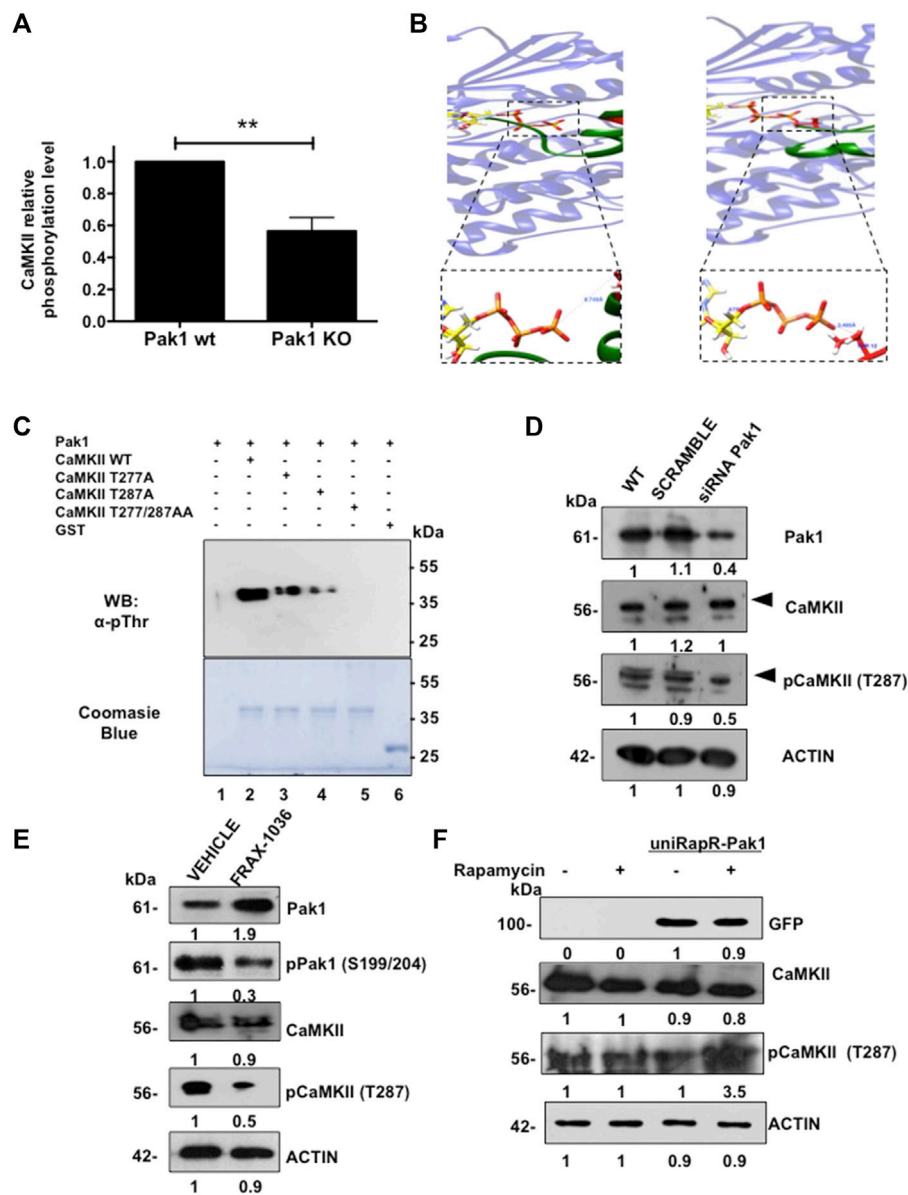 A
**
CaMKII relative
phosphorylation level
1.0
0.8
0.6
0.4
0.2
0.0
Pak1 wt
Pak1 KO
B
C
Pak1 + + + + + +
CaMKII WT - + - - - -
CaMKII T277A - - + - - -
CaMKII T287A - - - + - -
CaMKII T277/287AA - - - - + -
GST - - - - - +
kDa
WB:
α-pThr
55
35
25
Coomasie
Blue
55
35
25
1 2 3 4 5 6
D
WT SCRAMBLE siRNA Pak1
kDa
61- Pak1
1 1.1 0.4
56- CaMKII
1 1.2 1
56- pCaMKII (T287)
1 0.9 0.5
42- ACTIN
1 1 0.9
E
VEHICLE FRAX-1036
kDa
61- Pak1
1 1.9
61- pPak1 (S199/204)
1 0.3
56- CaMKII
1 0.9
56- pCaMKII (T287)
1 0.5
42- ACTIN
1 0.9
F
uniRapR-Pak1
Rapamycin - + - +
kDa
100- GFP
0 0 1 0.9
56- CaMKII
1 1 0.9 0.8
56- pCaMKII (T287)
1 1 1 3.5
42- ACTIN
1 1 0.9 0.9